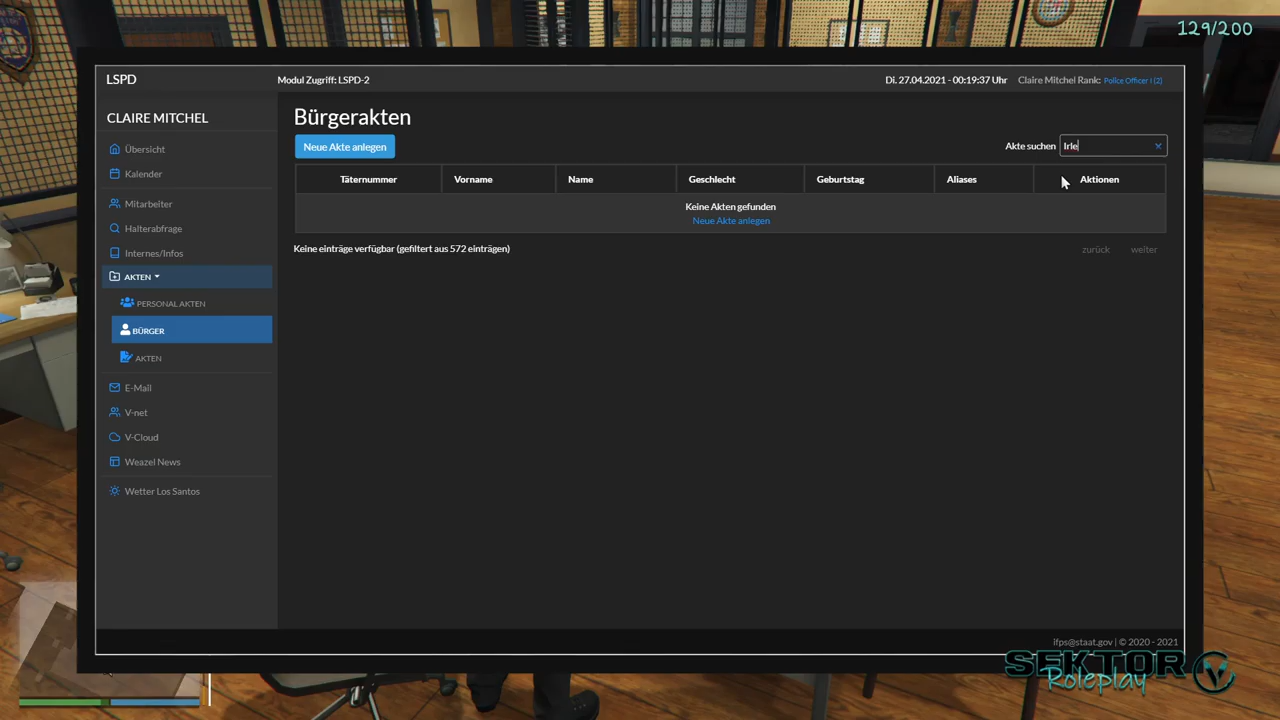 129/200
LSPD
Modul Zugriff: LSPD-2
Di. 27.04.2021 - 00:19:37 Uhr
Claire Mitchel Rank: Police Officer I (2)
CLAIRE MITCHEL
Übersicht
Kalender
Mitarbeiter
Halterabfrage
Internes/Infos
AKTEN
PERSONAL AKTEN
BÜRGER
AKTEN
E-Mail
V-net
V-Cloud
Weazel News
Wetter Los Santos
Bürgerakten
Neue Akte anlegen
Akte suchen Irle
Täternummer Vorname Name Geschlecht Geburtstag Aliases Aktionen
Keine Akten gefunden
Neue Akte anlegen
Keine einträge verfügbar (gefiltert aus 572 einträgen)
zurück weiter
ifps@staat.gov | © 2020 - 2021
SEKTOR
Roleplay